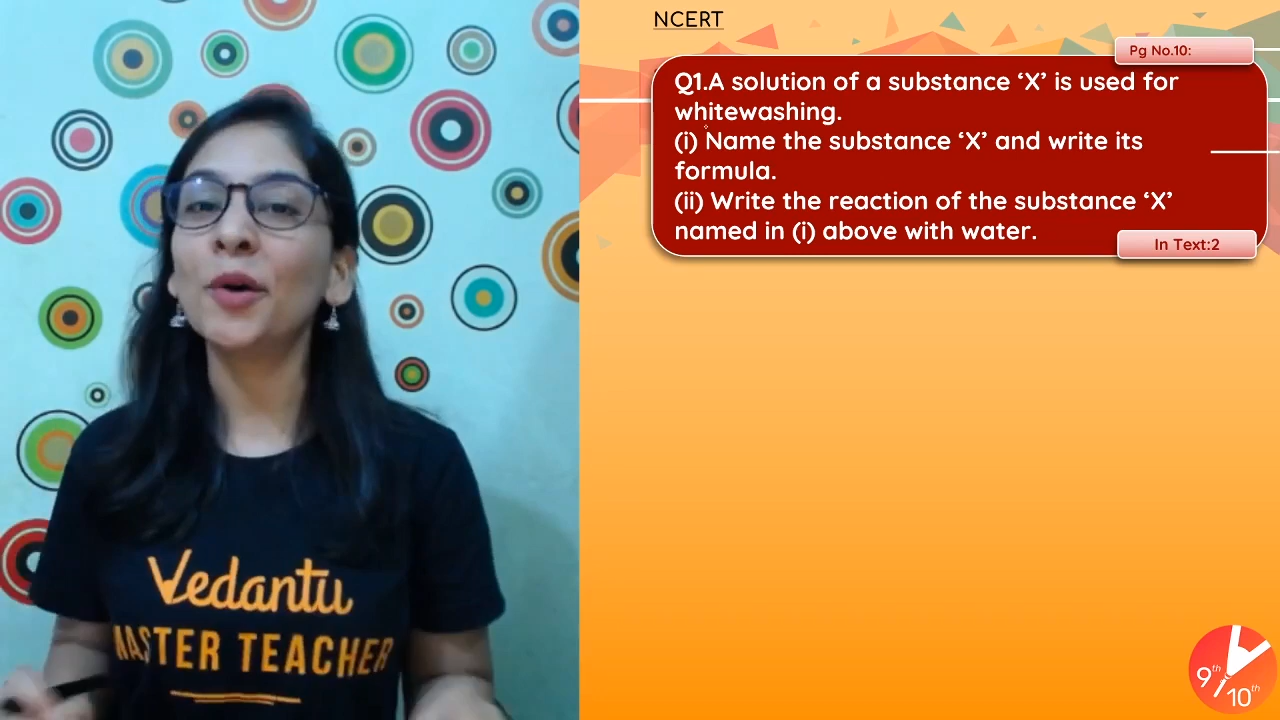 NCERT
Pg No.10:
Q1.A solution of a substance ‘X’ is used for
whitewashing.
(i) Name the substance ‘X’ and write its
formula.
(ii) Write the reaction of the substance ‘X’
named in (i) above with water.
In Text:2
Vedantu
MASTER TEACHER
9th/10th